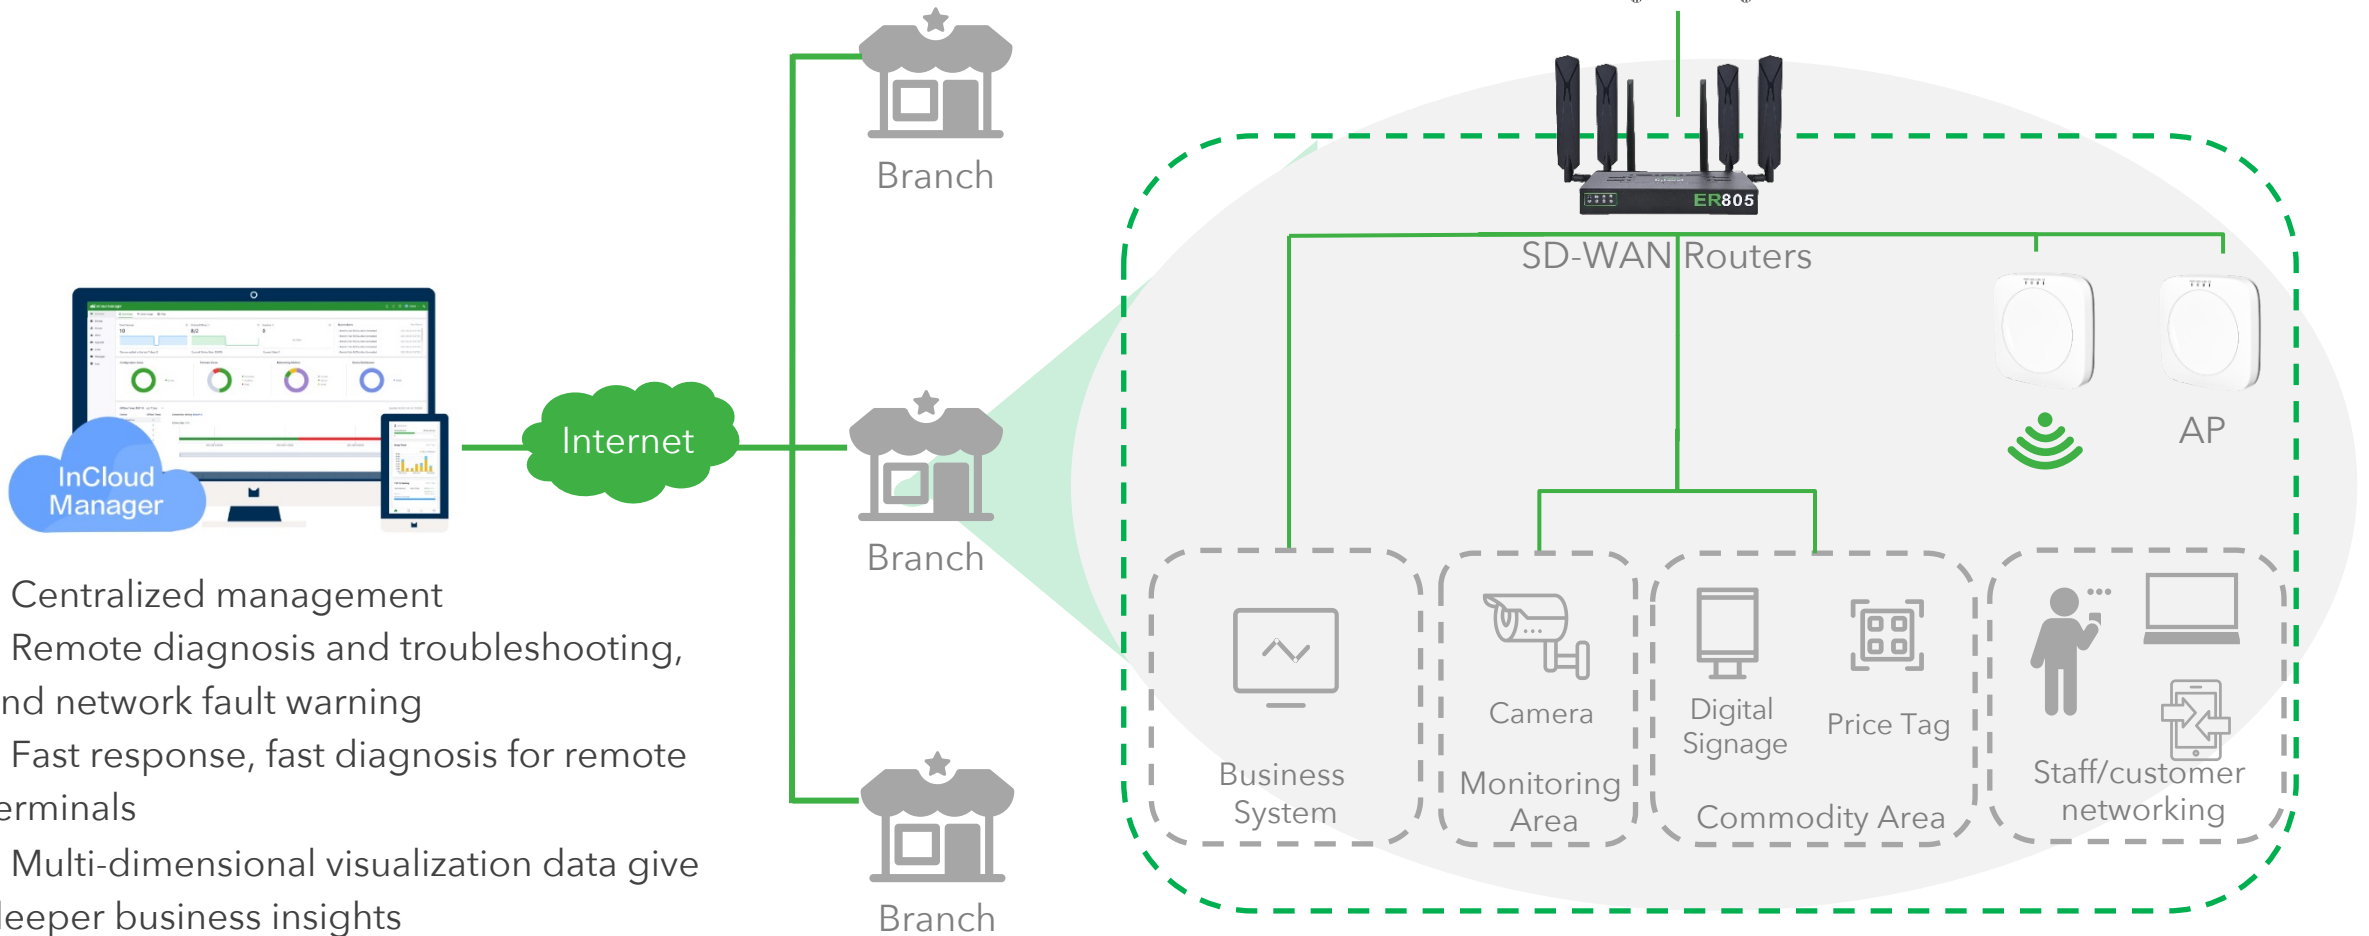 InCloud
Manager
Internet
Branch
Branch
Branch
Centralized management
Remote diagnosis and troubleshooting,
nd network fault warning
Fast response, fast diagnosis for remote
erminals
Multi-dimensional visualization data give
leeper business insights
ER805
SD-WAN Routers
AP
Business
System
Camera
Monitoring
Area
Digital
Signage
Price Tag
Commodity Area
Staff/customer
networking